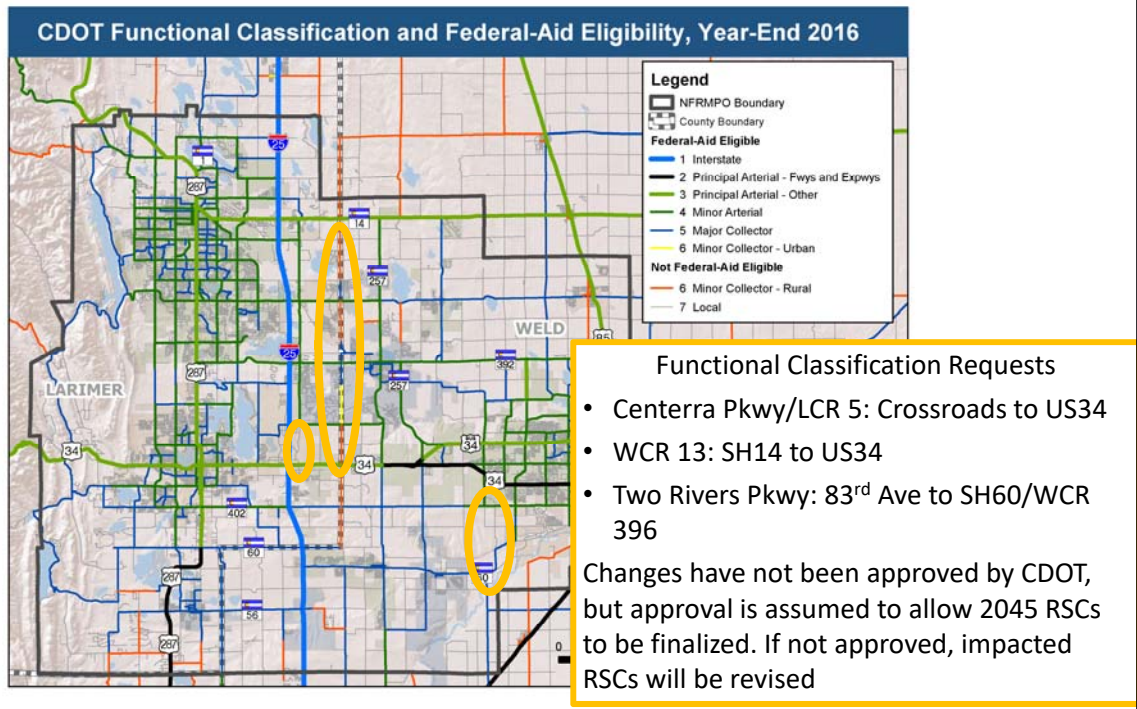 CDOT Functional Classification and Federal-Aid Eligibility, Year-End 2016
Legend
NFRMPO Boundary
County Boundary
Federal-Aid Eligible
1 Interstate
2 Principal Arterial - Fwys and Expwys
3 Principal Arterial - Other
4 Minor Arterial
5 Major Collector
6 Minor Collector - Urban
Not Federal-Aid Eligible
6 Minor Collector - Rural
7 Local
25
1
287
14
257
WELD
85
25
392
287
257
LARIMER
34
34
34
34
402
60
60
287
56
287
0
Functional Classification Requests
• Centerra Pkwy/LCR 5: Crossroads to US34
• WCR 13: SH14 to US34
• Two Rivers Pkwy: 83rd Ave to SH60/WCR
396
Changes have not been approved by CDOT,
but approval is assumed to allow 2045 RSCs
to be finalized. If not approved, impacted
RSCs will be revised